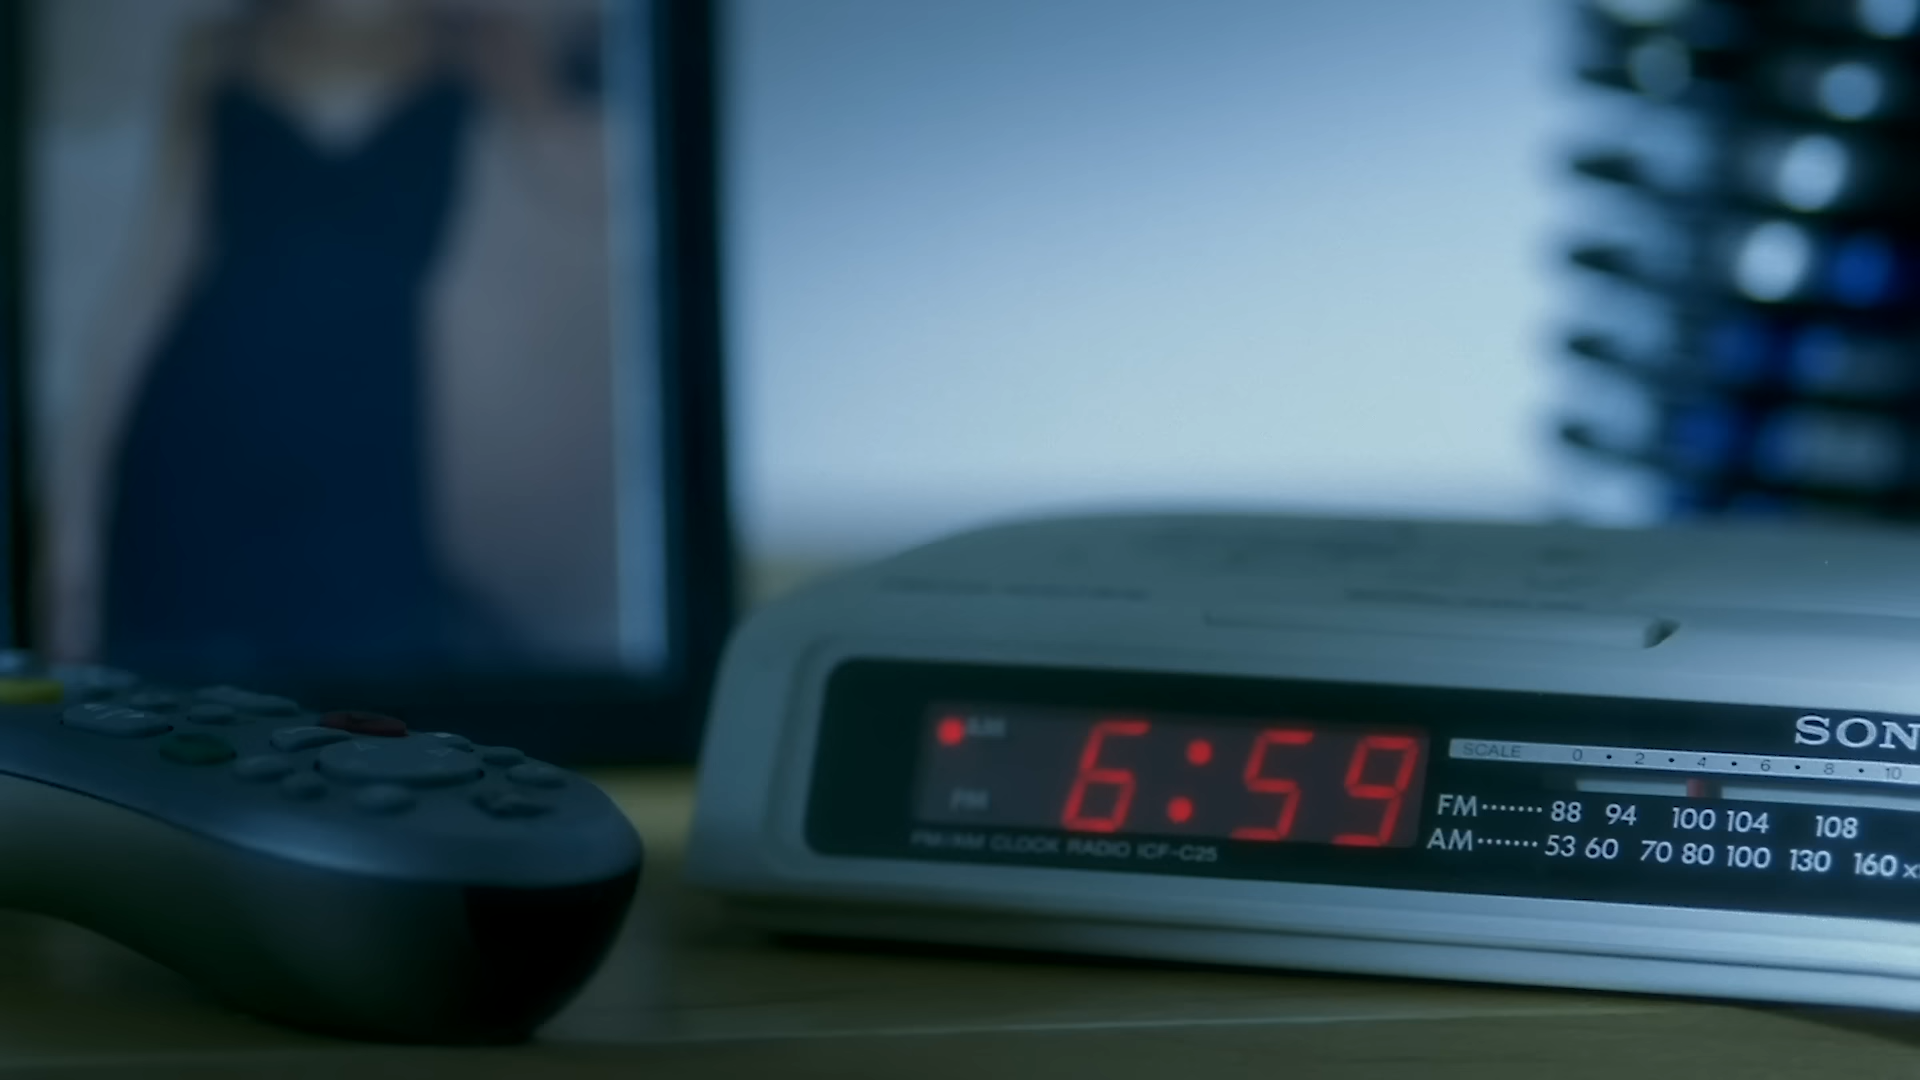 AM
6:59
FM
FM/AM CLOCK RADIO ICF-C25
SON
SCALE 0 • 2 • 4 • 6 • 8 • 10
FM······· 88 94 100 104 108
AM······· 53 60 70 80 100 130 160 x